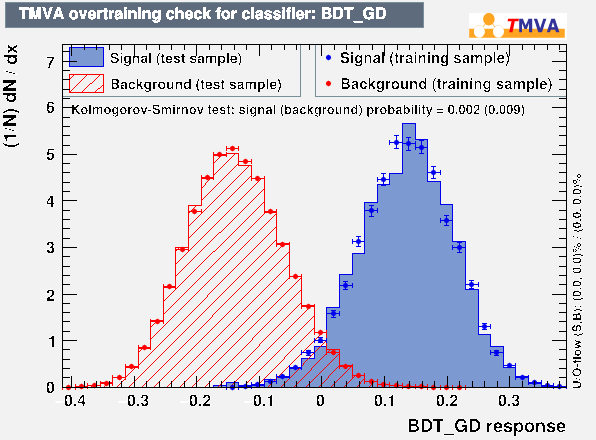 TMVA overtraining check for classifier: BDT_GD
TMVA
Signal (test sample)
Signal (training sample)
Background (test sample)
Background (training sample)
Kolmogorov-Smirnov test: signal (background) probability = 0.002 (0.009)
(1/N) dN / dx
7
6
5
4
3
2
1
0
-0.4 -0.3 -0.2 -0.1 0 0.1 0.2 0.3
BDT_GD response
U/O-flow (S,B): (0.0, 0.0)% / (0.0, 0.0)%